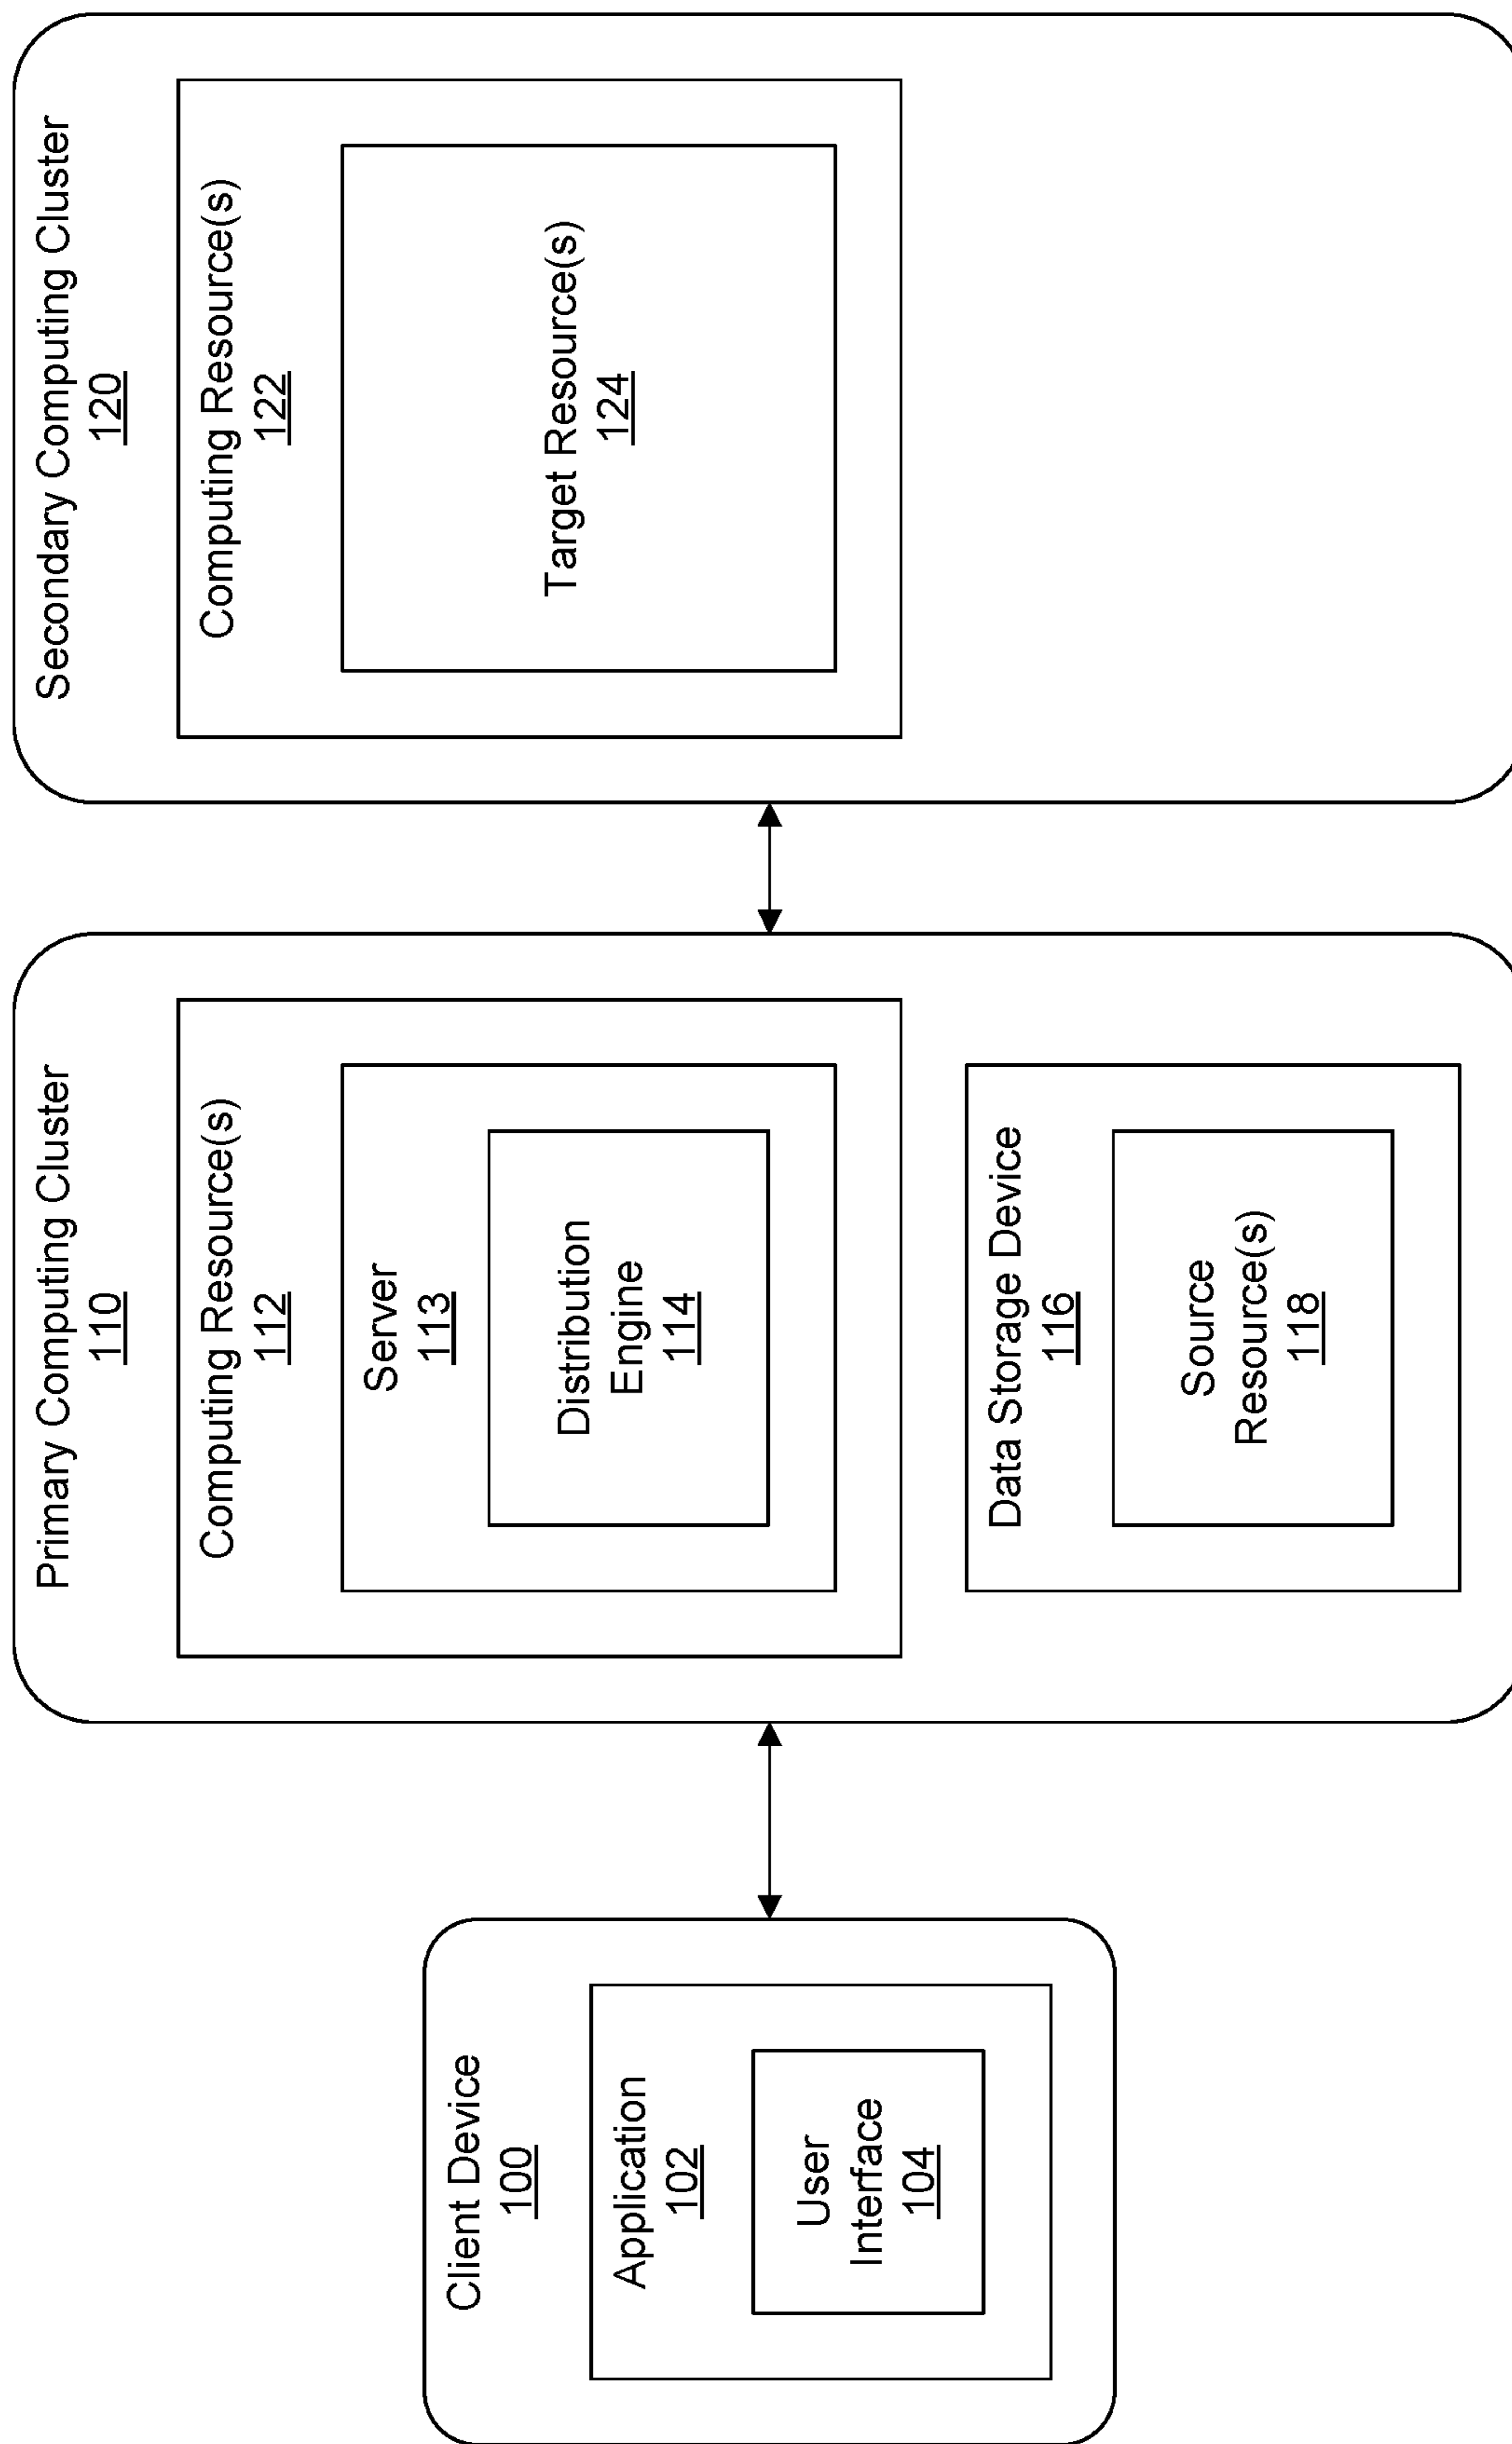 Client Device
100
Application
102
User
Interface
104
Primary Computing Cluster
110
Computing Resource(s)
112
Server
113
Distribution
Engine
114
Data Storage Device
116
Source
Resource(s)
118
Secondary Computing Cluster
120
Computing Resource(s)
122
Target Resource(s)
124